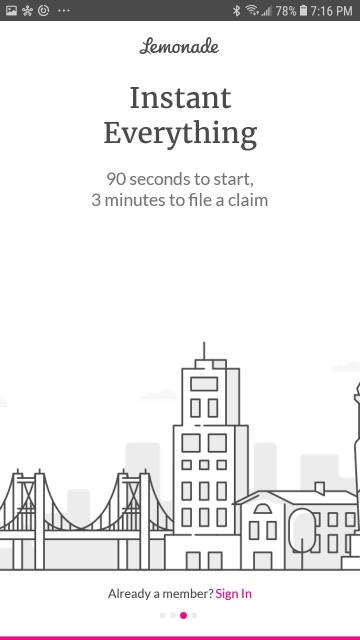 78% 7:16 PM
Lemonade
Instant
Everything
90 seconds to start,
3 minutes to file a claim
Already a member? Sign In